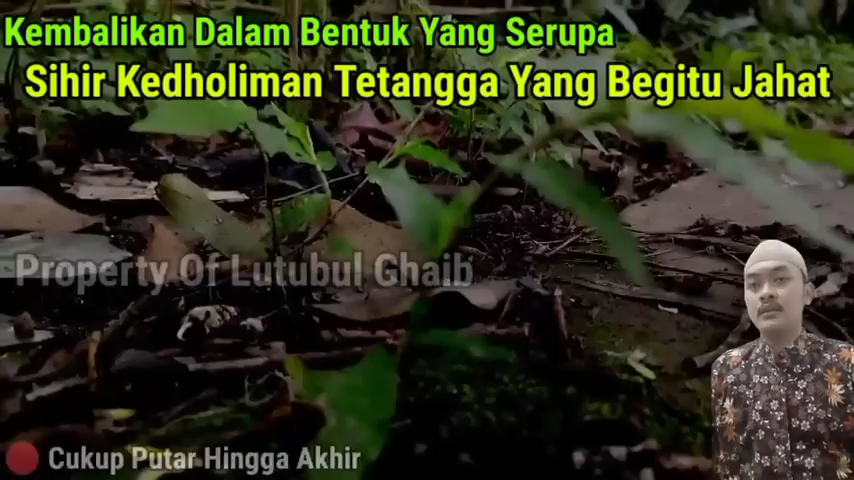 Kembalikan Dalam Bentuk Yang Serupa
Sihir Kedholiman Tetangga Yang Begitu Jahat
Property Of Lutubul Ghaib
Cukup Putar Hingga Akhir